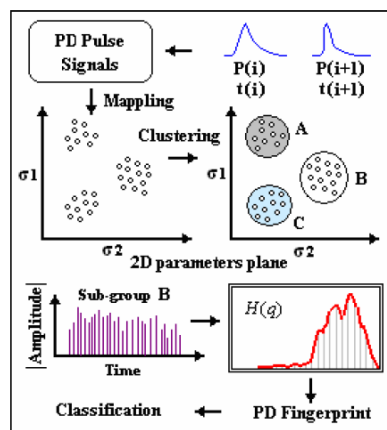 PD Pulse
Signals
P(i) P(i+1)
t(i) t(i+1)
Mappling
Clustering
A
B
C
σ1
σ2
σ1
σ2
2D parameters plane
Sub-group B
|Amplitude|
Time
H(q)
Classification
PD Fingerprint